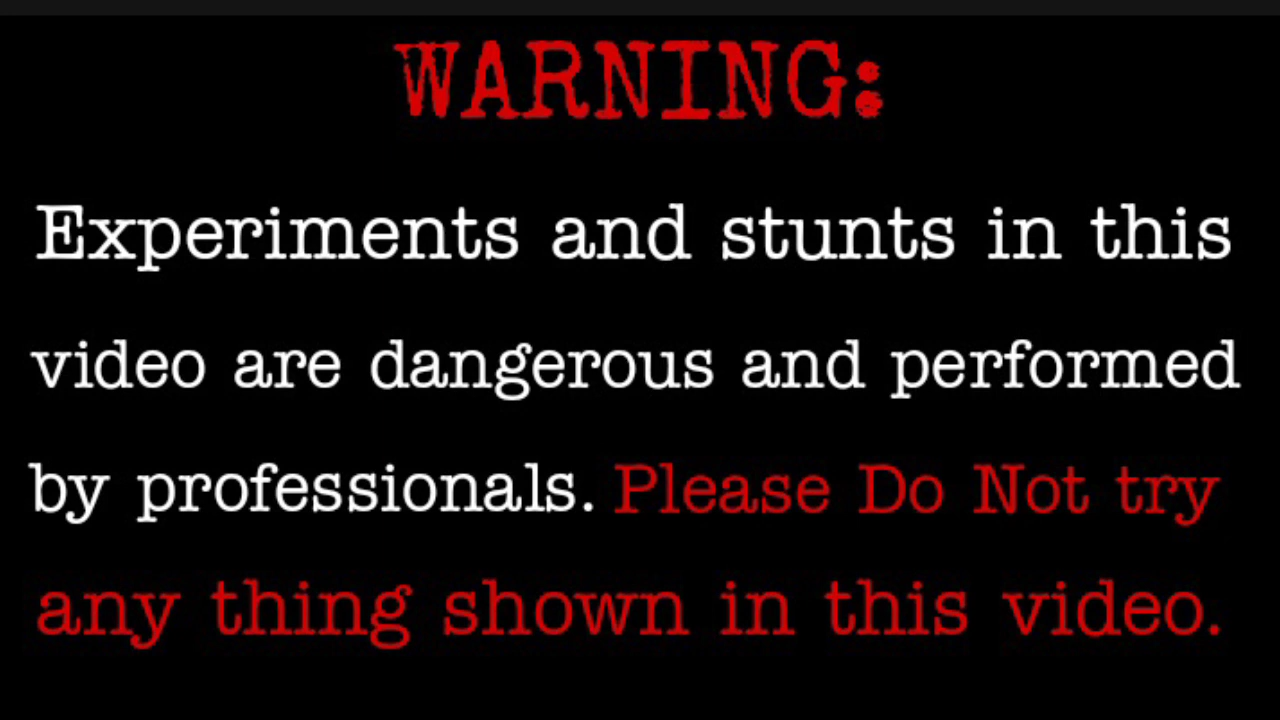 WARNING:
Experiments and stunts in this
video are dangerous and performed
by professionals. Please Do Not try
any thing shown in this video.